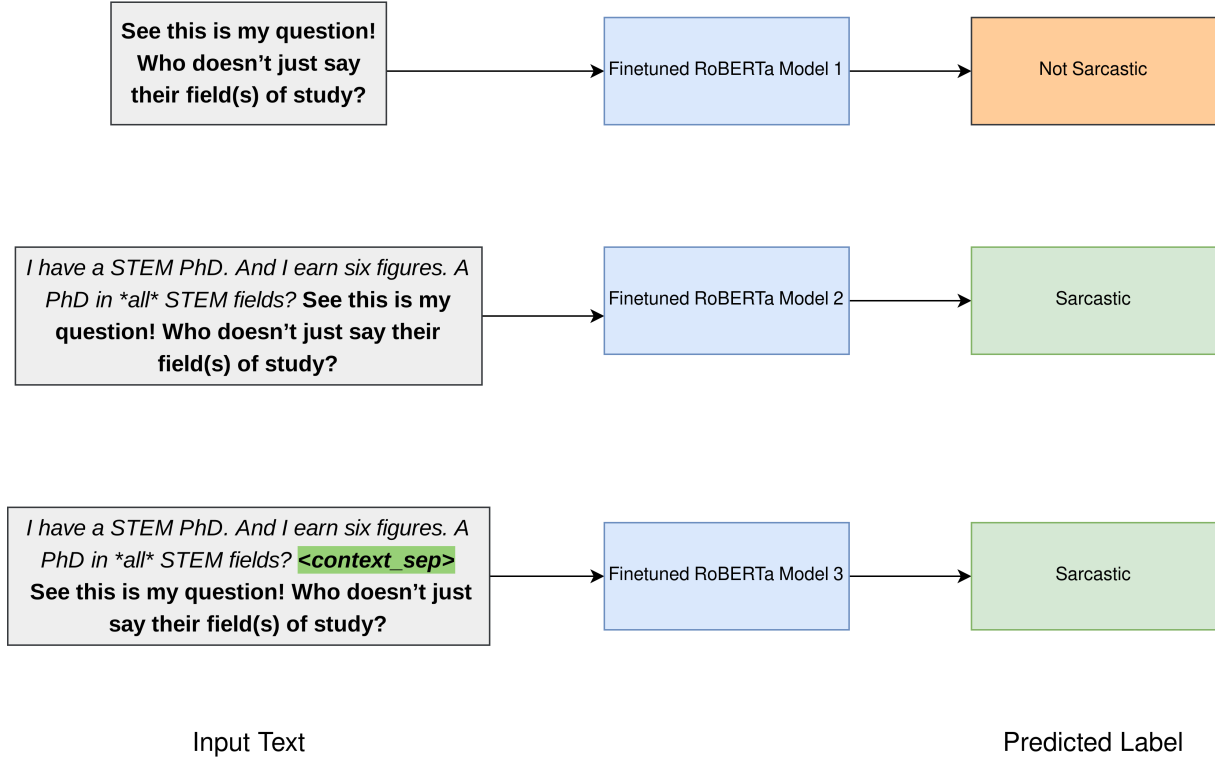 See this is my question!
Who doesn't just say
their field(s) of study?
Finetuned RoBERTa Model 1
Not Sarcastic
I have a STEM PhD. And I earn six figures. A
PhD in *all* STEM fields? See this is my
question! Who doesn't just say their
field(s) of study?
Finetuned RoBERTa Model 2
Sarcastic
I have a STEM PhD. And I earn six figures. A
PhD in *all* STEM fields? <context_sep>
See this is my question! Who doesn't just
say their field(s) of study?
Finetuned RoBERTa Model 3
Sarcastic
Input Text
Predicted Label